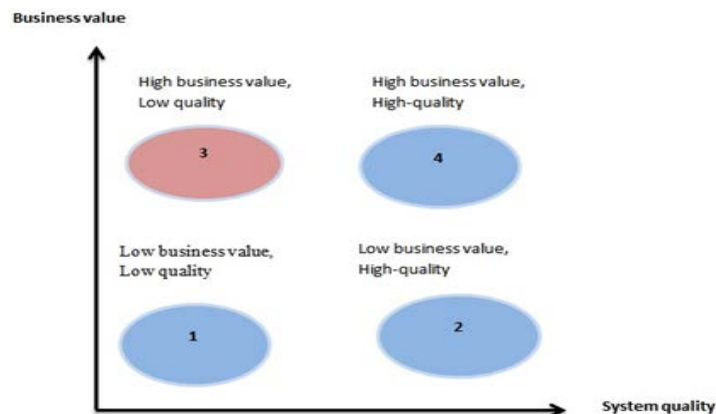 Business value
High business value,
Low quality
High business value,
High-quality
3
4
Low business value,
Low quality
Low business value,
High-quality
1
2
System quality